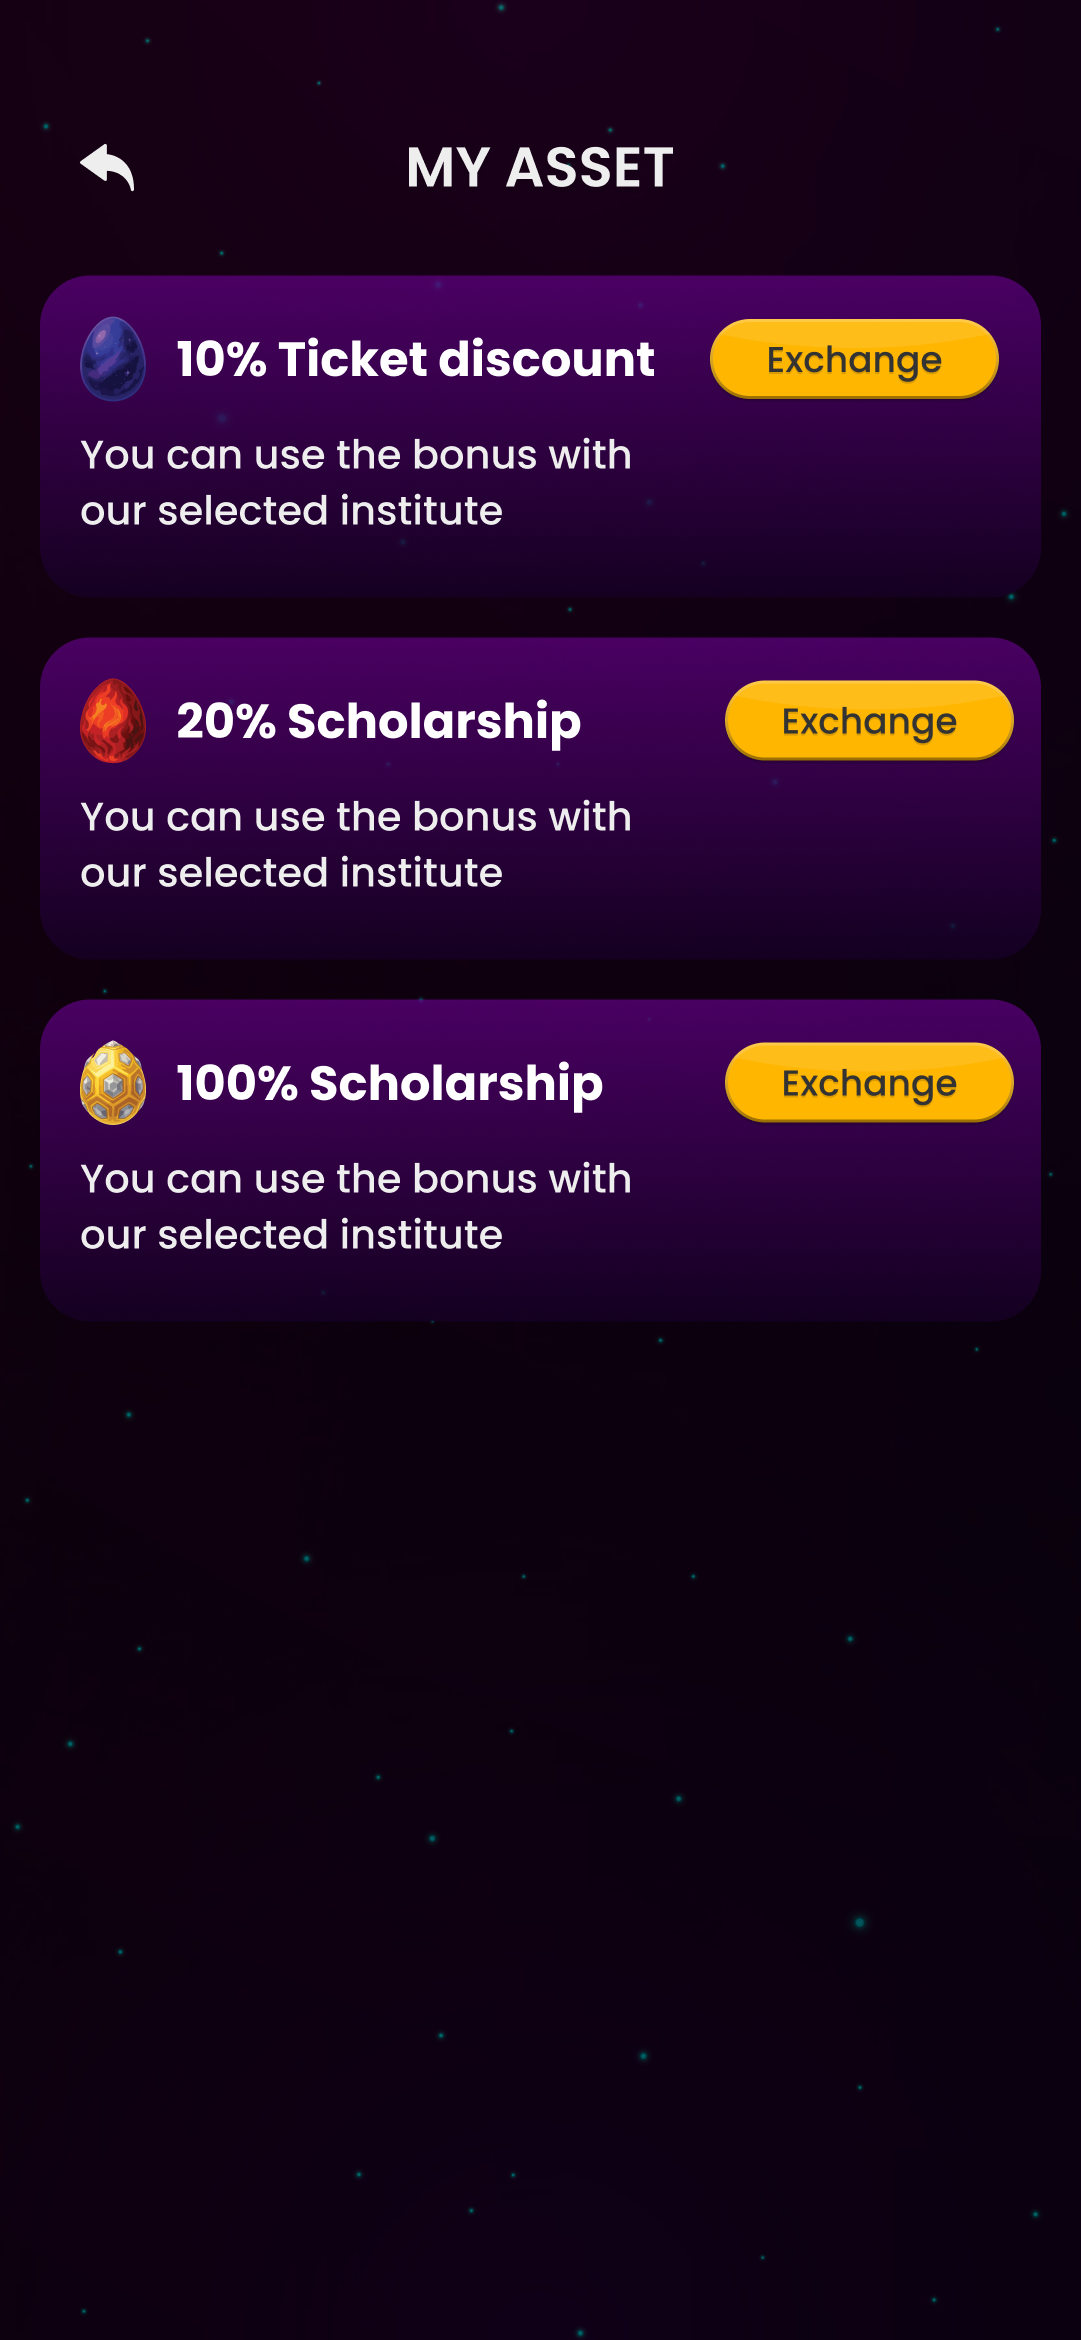 MY ASSET
10% Ticket discount
Exchange
You can use the bonus with
our selected institute
20% Scholarship
Exchange
You can use the bonus with
our selected institute
100% Scholarship
Exchange
You can use the bonus with
our selected institute